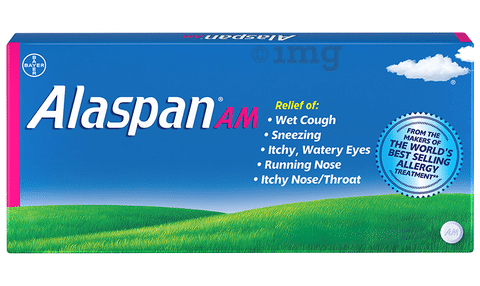 1mg
BAYER
BAYER
Alaspan® AM
Relief of:
• Wet Cough
• Sneezing
• Itchy, Watery Eyes
• Running Nose
• Itchy Nose/Throat
®
FROM THE
MAKERS OF
THE WORLD'S
BEST SELLING
ALLERGY
TREATMENT**
AM